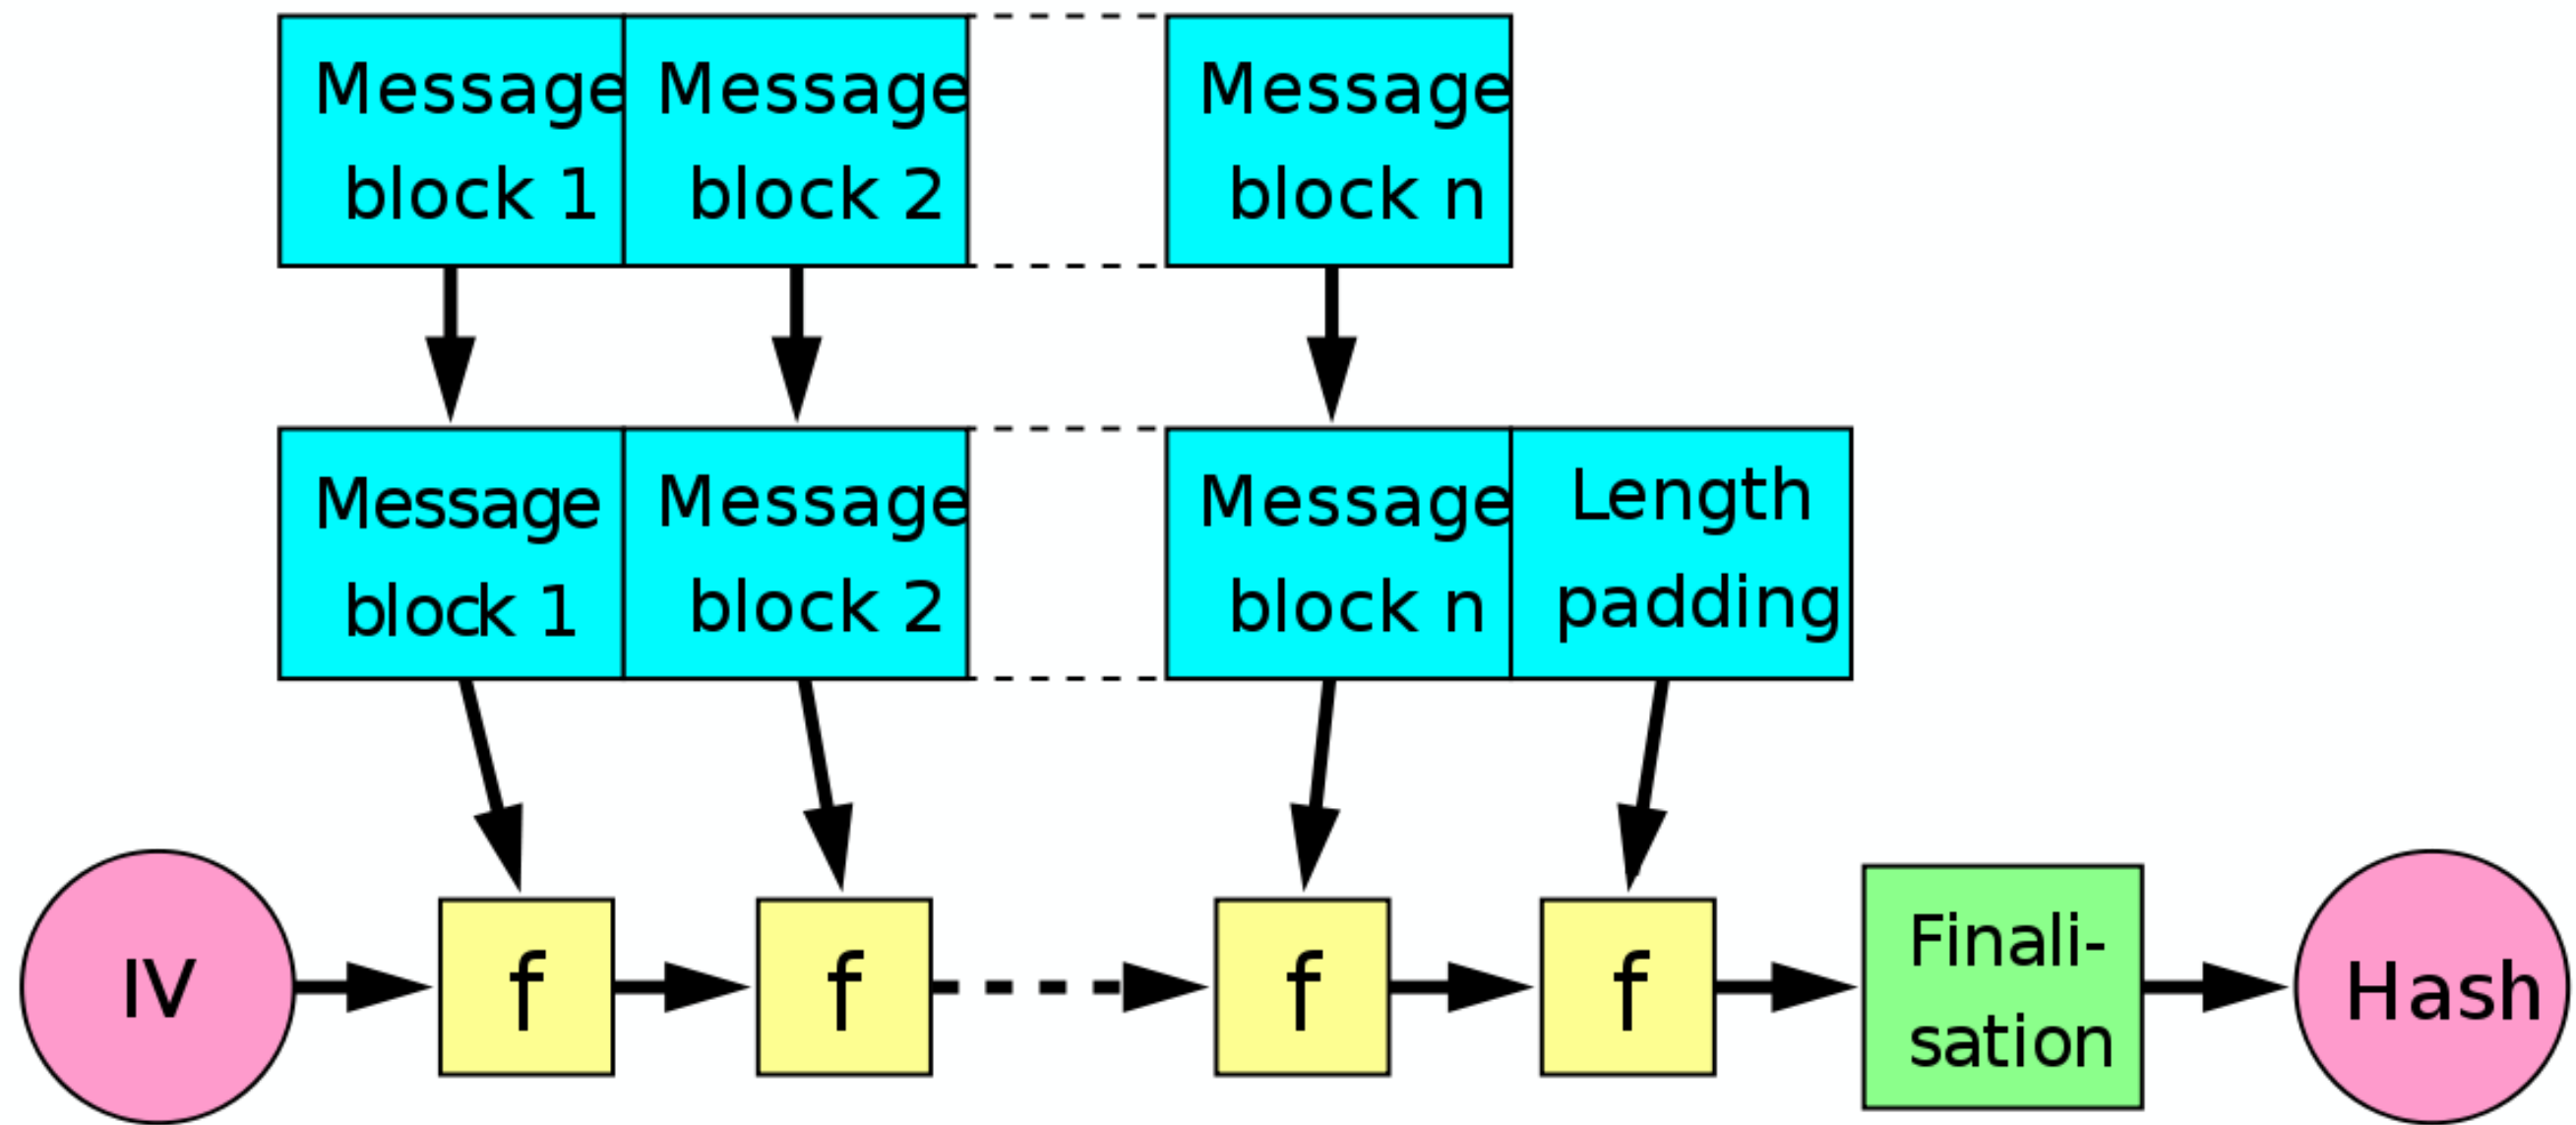 Message Message Message
block 1 block 2 block n
Message Message Message Length
block 1 block 2 block n padding
IV f f f f Finali-
sation Hash